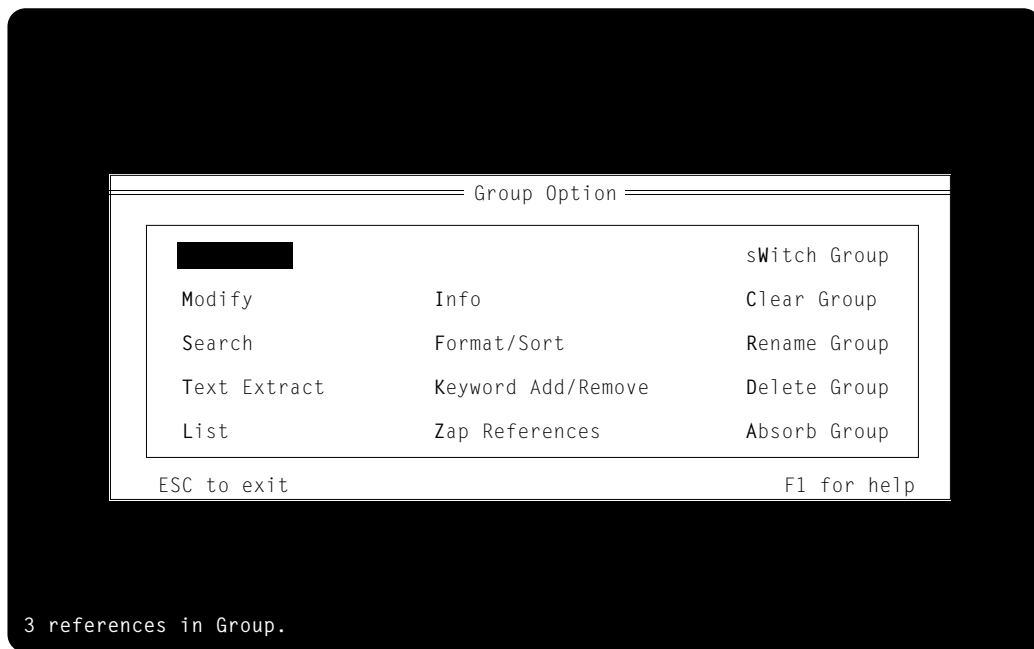 Group Option
sWitch Group
Modify Info Clear Group
Search Format/Sort Rename Group
Text Extract Keyword Add/Remove Delete Group
List Zap References Absorb Group
ESC to exit F1 for help
3 references in Group.